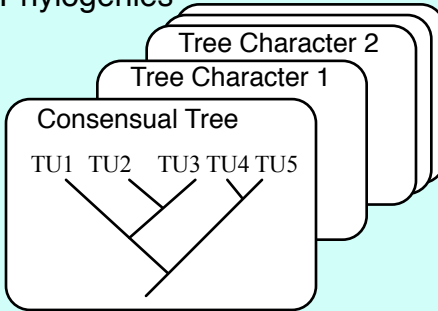 Phylogenies
Tree Character 2
Tree Character 1
Consensual Tree
TU1 TU2 TU3 TU4 TU5